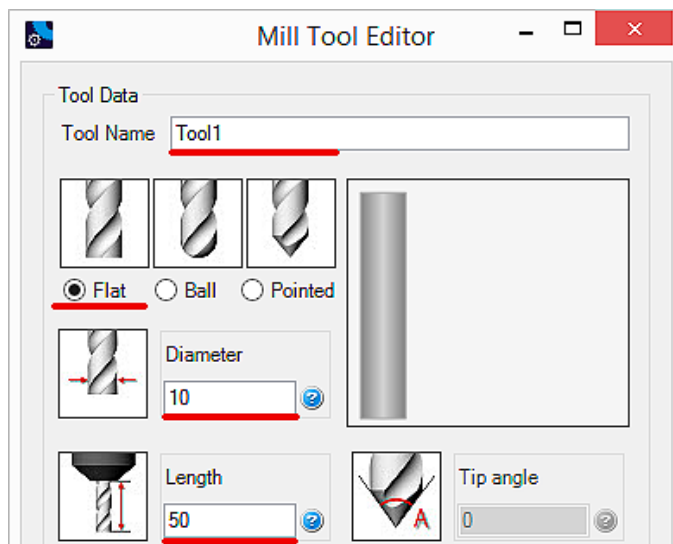 Mill Tool Editor
Tool Data
Tool Name Tool1
Flat Ball Pointed
Diameter
10
Length Tip angle
50 A 0